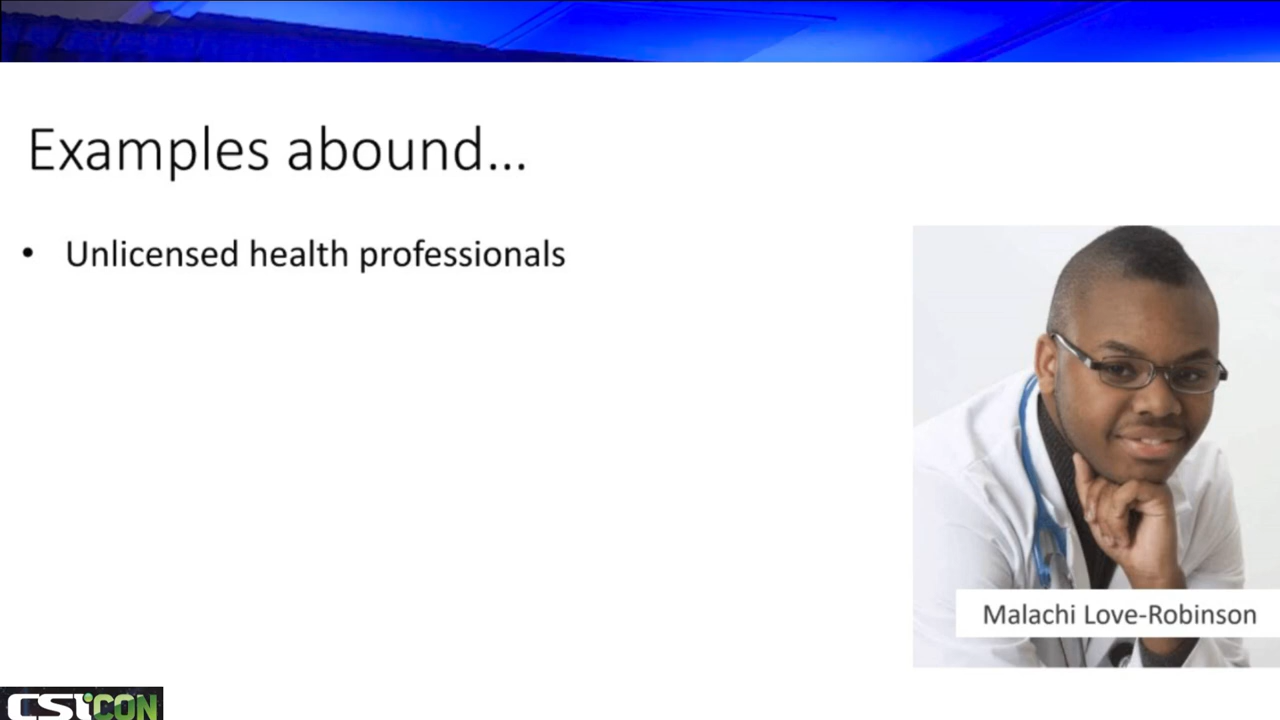 Examples abound...
• Unlicensed health professionals
Malachi Love-Robinson
CSICON